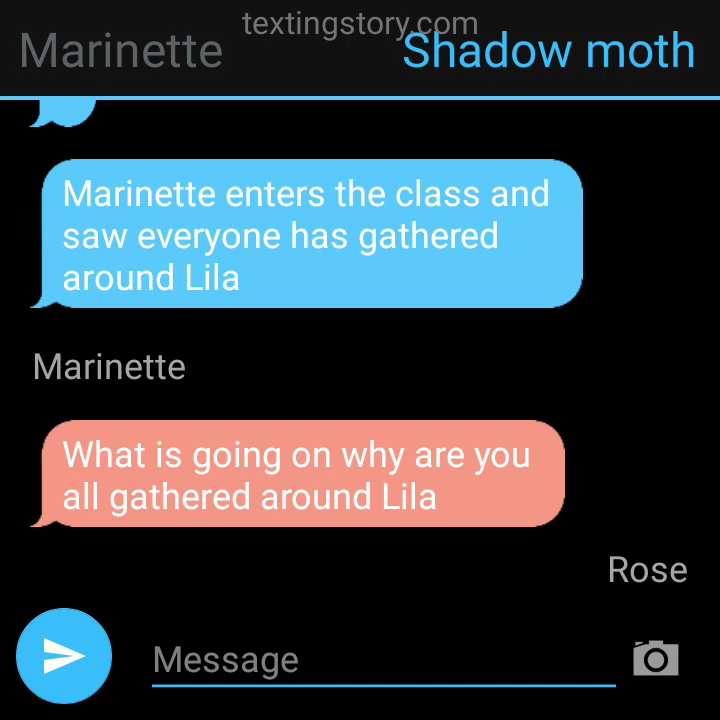 textingstory.com
Marinette
Shadow moth
Marinette enters the class and
saw everyone has gathered
around Lila
Marinette
What is going on why are you
all gathered around Lila
Rose
Message